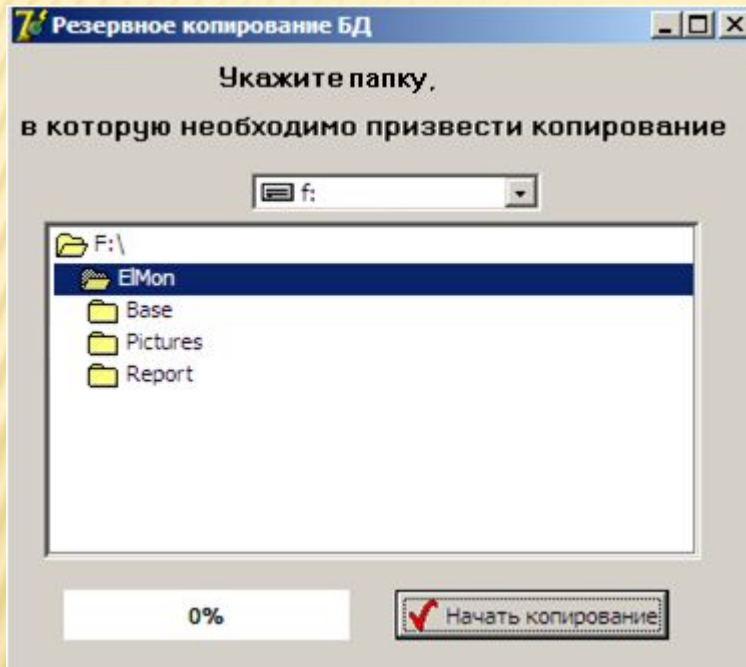 Резервное копирование БД
Укажите папку,
в которую необходимо призвести копирование
f:
F:\
ElMon
Base
Pictures
Report
0%
Начать копирование